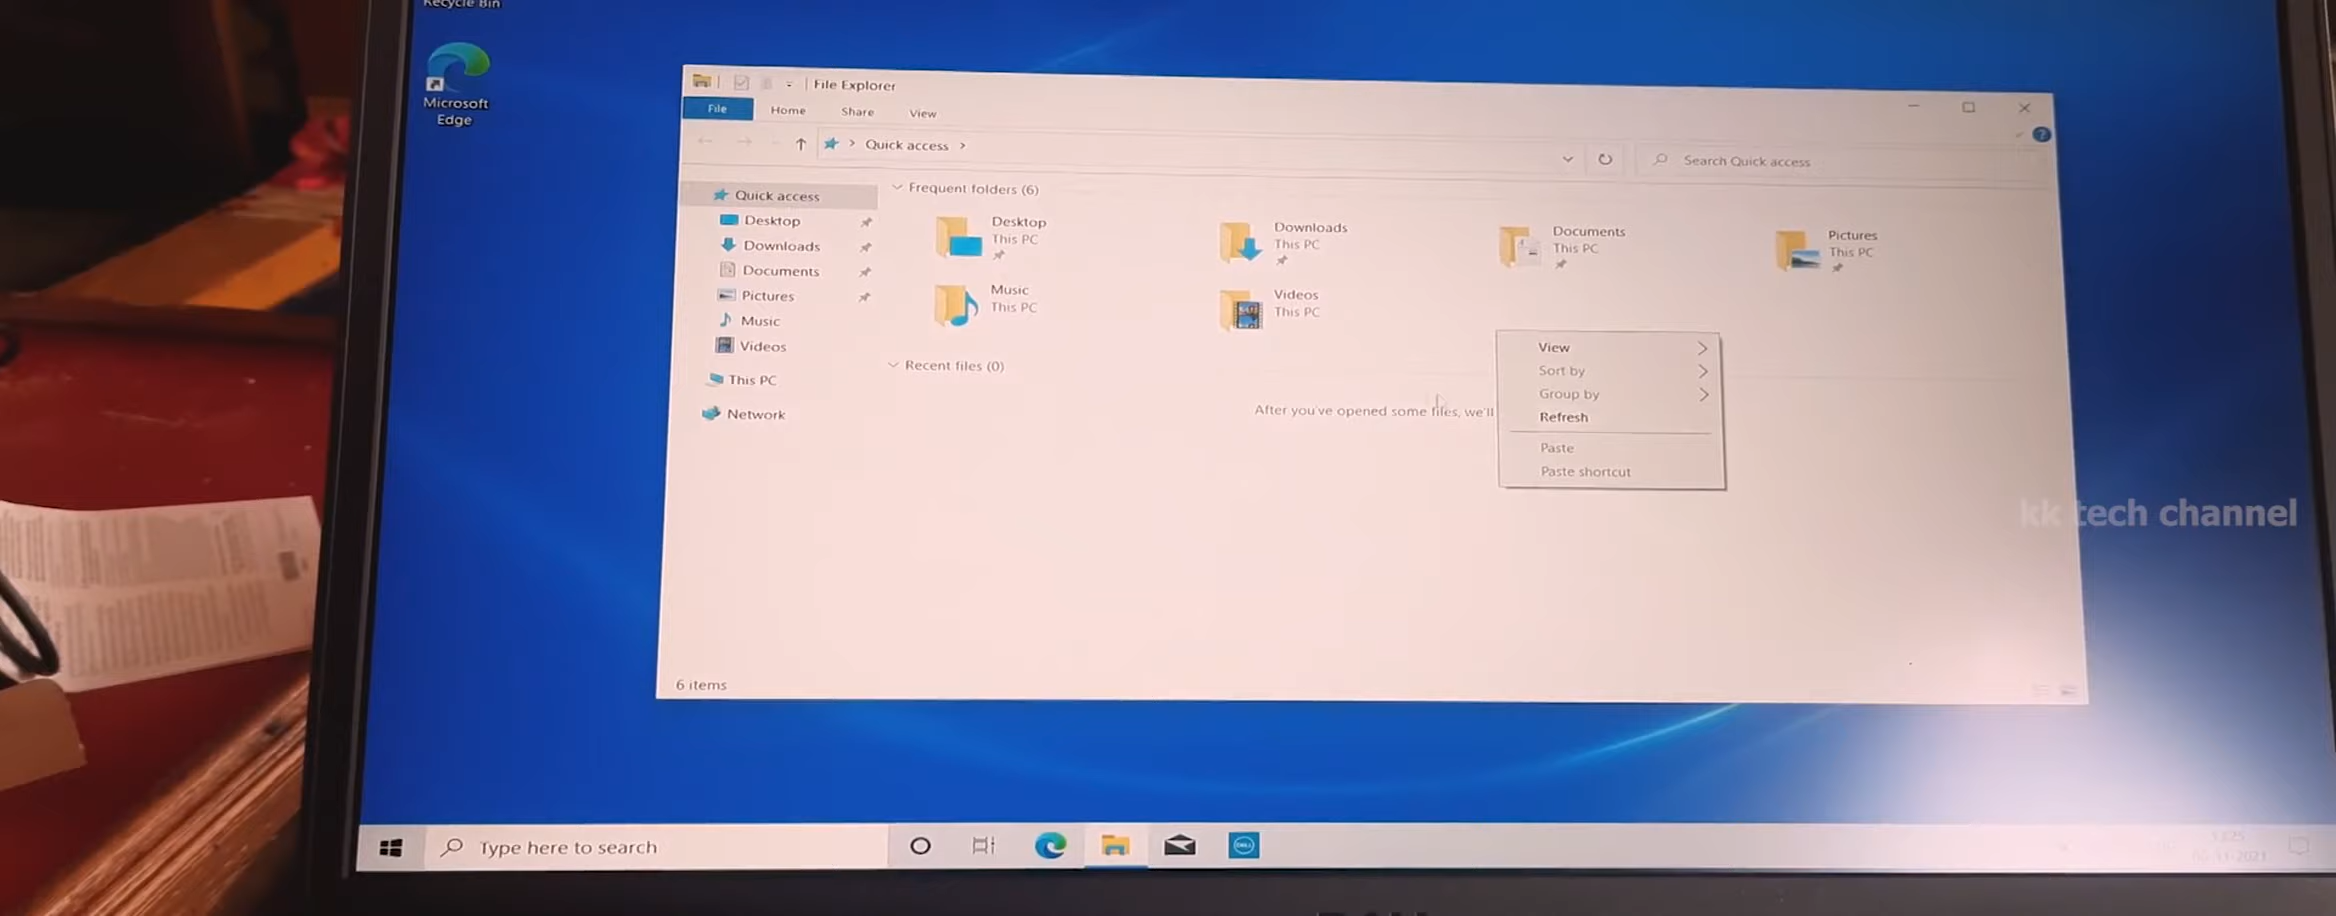 Recycle Bin
Microsoft
Edge
File Explorer
File
Home
Share
View
Quick access
Search Quick access
Quick access
Desktop
Downloads
Documents
Pictures
Music
Videos
This PC
Network
Frequent folders (6)
Desktop
This PC
Downloads
This PC
Documents
This PC
Pictures
This PC
Music
This PC
Videos
This PC
Recent files (0)
After you've opened some files, we'll
View
Sort by
Group by
Refresh
Paste
Paste shortcut
kk tech channel
6 items
Type here to search
DELL